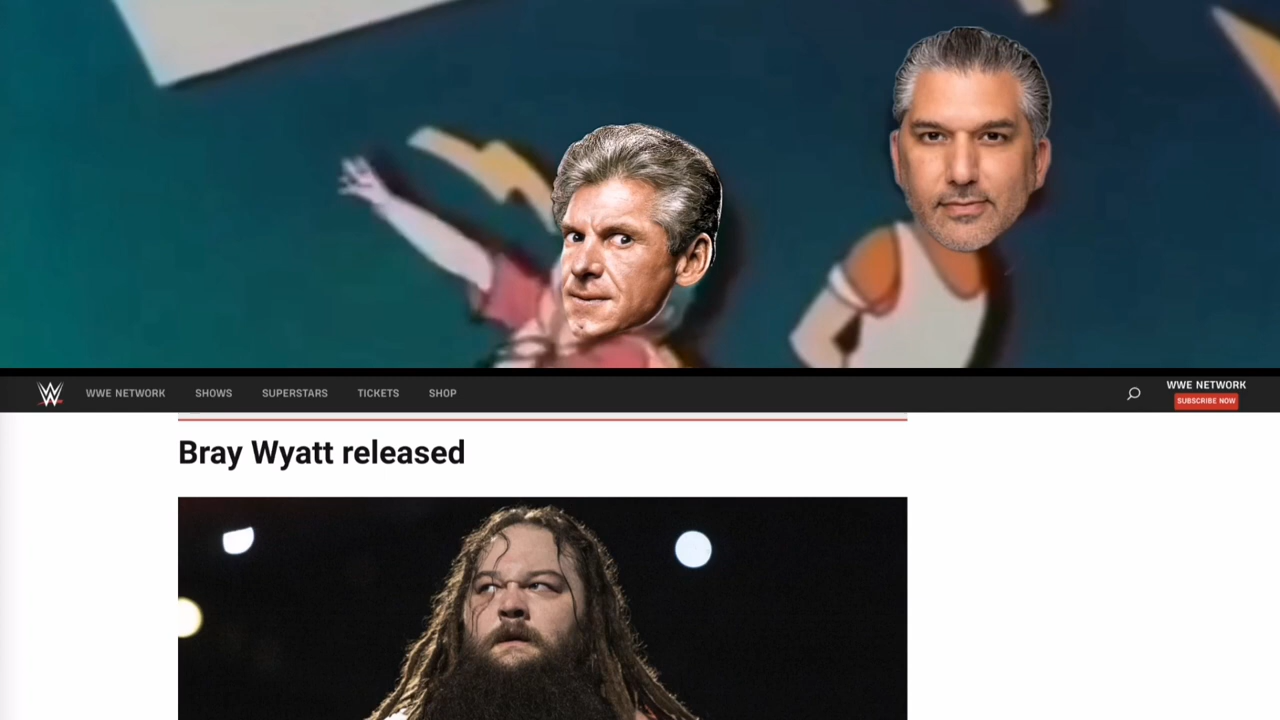 WWE NETWORK SHOWS SUPERSTARS TICKETS SHOP
WWE NETWORK
SUBSCRIBE NOW
Bray Wyatt released